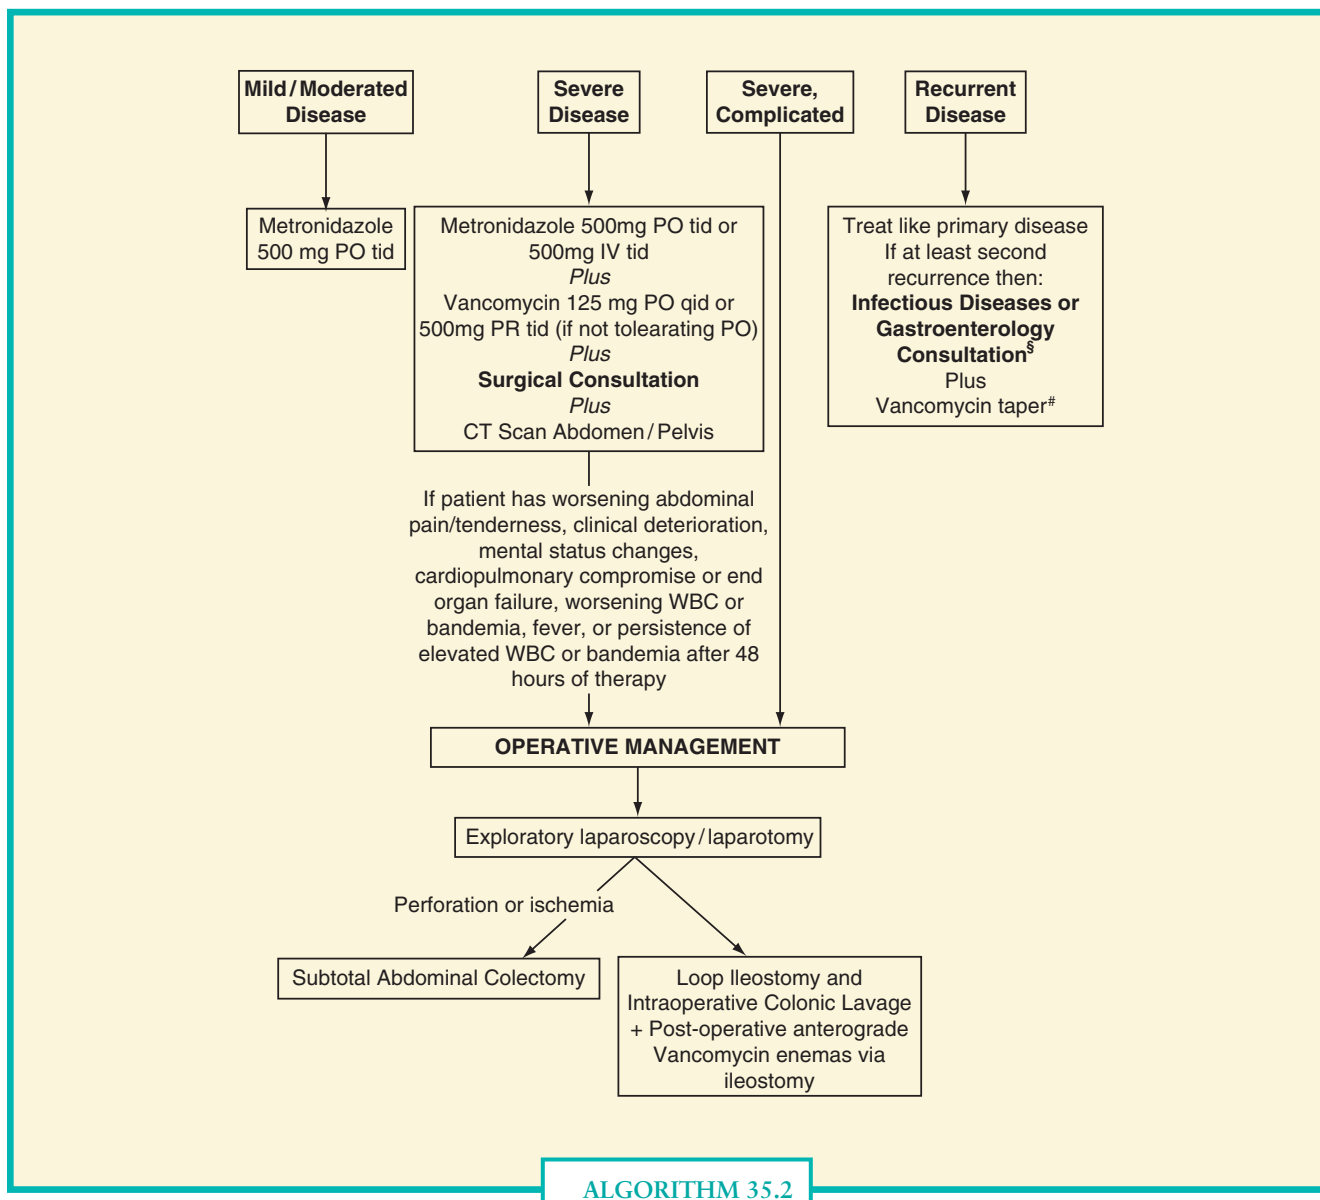 Mild/Moderated
Disease
Severe
Disease
Severe,
Complicated
Recurrent
Disease
Metronidazole
500 mg PO tid
Metronidazole 500mg PO tid or
500mg IV tid
Plus
Vancomycin 125 mg PO qid or
500mg PR tid (if not tolearating PO)
Plus
Surgical Consultation
Plus
CT Scan Abdomen/Pelvis
Treat like primary disease
If at least second
recurrence then:
Infectious Diseases or
Gastroenterology
Consultation§
Plus
Vancomycin taper#
If patient has worsening abdominal
pain/tenderness, clinical deterioration,
mental status changes,
cardiopulmonary compromise or end
organ failure, worsening WBC or
bandemia, fever, or persistence of
elevated WBC or bandemia after 48
hours of therapy
OPERATIVE MANAGEMENT
Exploratory laparoscopy/laparotomy
Perforation or ischemia
Subtotal Abdominal Colectomy
Loop Ileostomy and
Intraoperative Colonic Lavage
+ Post-operative anterograde
Vancomycin enemas via
ileostomy
ALGORITHM 35.2